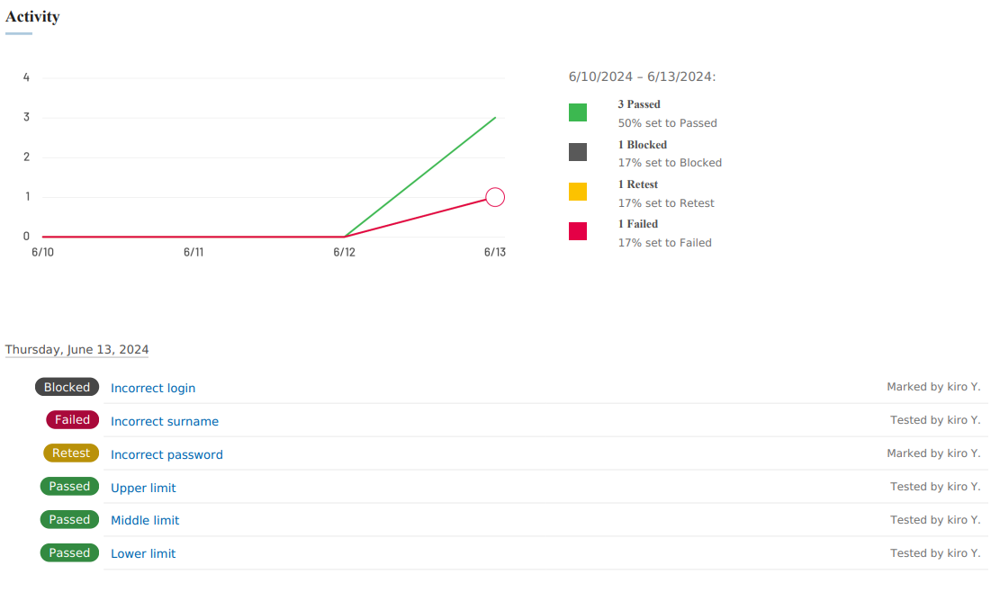 Activity
4
3
2
1
0
6/10 6/11 6/12 6/13
6/10/2024 – 6/13/2024:
3 Passed
50% set to Passed
1 Blocked
17% set to Blocked
1 Retest
17% set to Retest
1 Failed
17% set to Failed
Thursday, June 13, 2024
Blocked Incorrect login Marked by kiro Y.
Failed Incorrect surname Tested by kiro Y.
Retest Incorrect password Marked by kiro Y.
Passed Upper limit Tested by kiro Y.
Passed Middle limit Tested by kiro Y.
Passed Lower limit Tested by kiro Y.